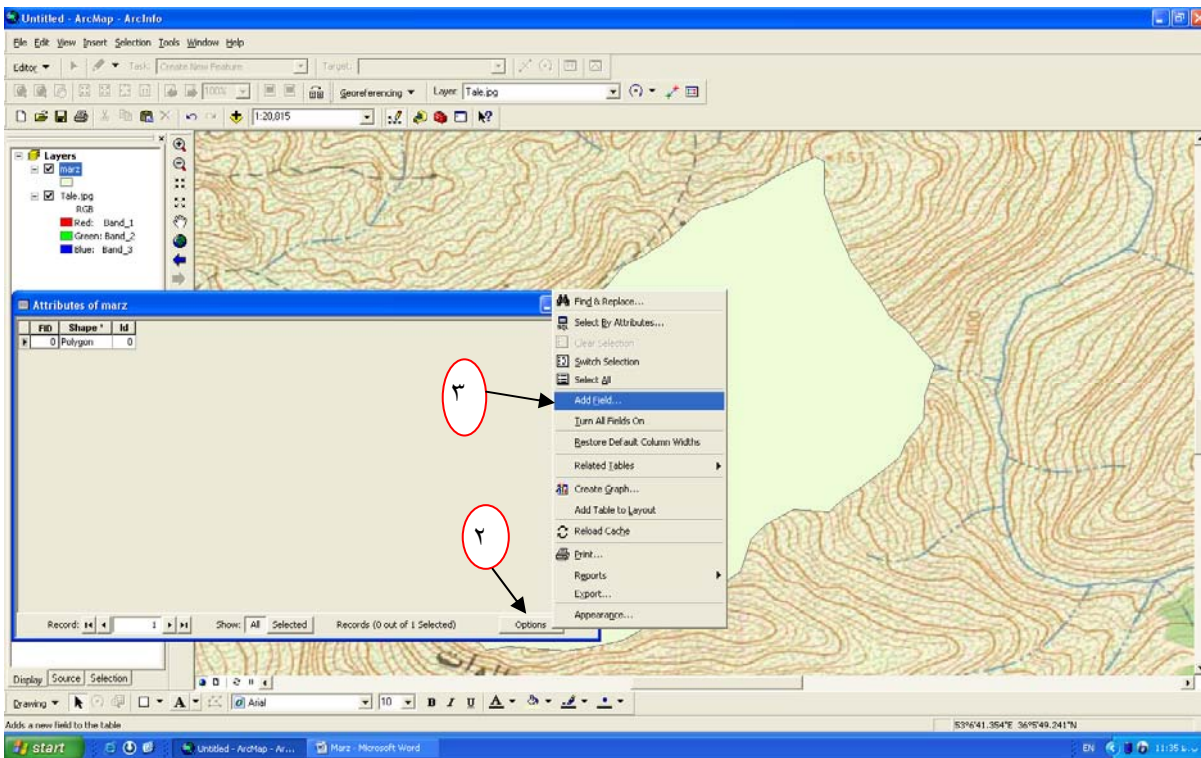 Untitled - ArcMap - ArcInfo
File Edit View Insert Selection Tools Window Help
Editor Task: Create New Feature Target:
100% Georeferencing Layer: Tale.jpg
1:20,815
Layers
marz
Tale.jpg
RGB
Red: Band_1
Green: Band_2
Blue: Band_3
Attributes of marz
FID Shape * Id
0 Polygon 0
Find & Replace...
Select By Attributes...
Clear Selection
Switch Selection
Select All
۳
Add Field...
Turn All Fields On
Restore Default Column Widths
Related Tables
Create Graph...
Add Table to Layout
۲
Reload Cache
Print...
Reports
Export...
Appearance...
Record: 1 Show: All Selected Records (0 out of 1 Selected) Options
Display Source Selection
Drawing A Arial 10 B I U A
Adds a new field to the table 53°6'41.354"E 36°5'49.241"N
start Untitled - ArcMap - Ar... Marz - Microsoft Word EN 11:35 ب.ظ